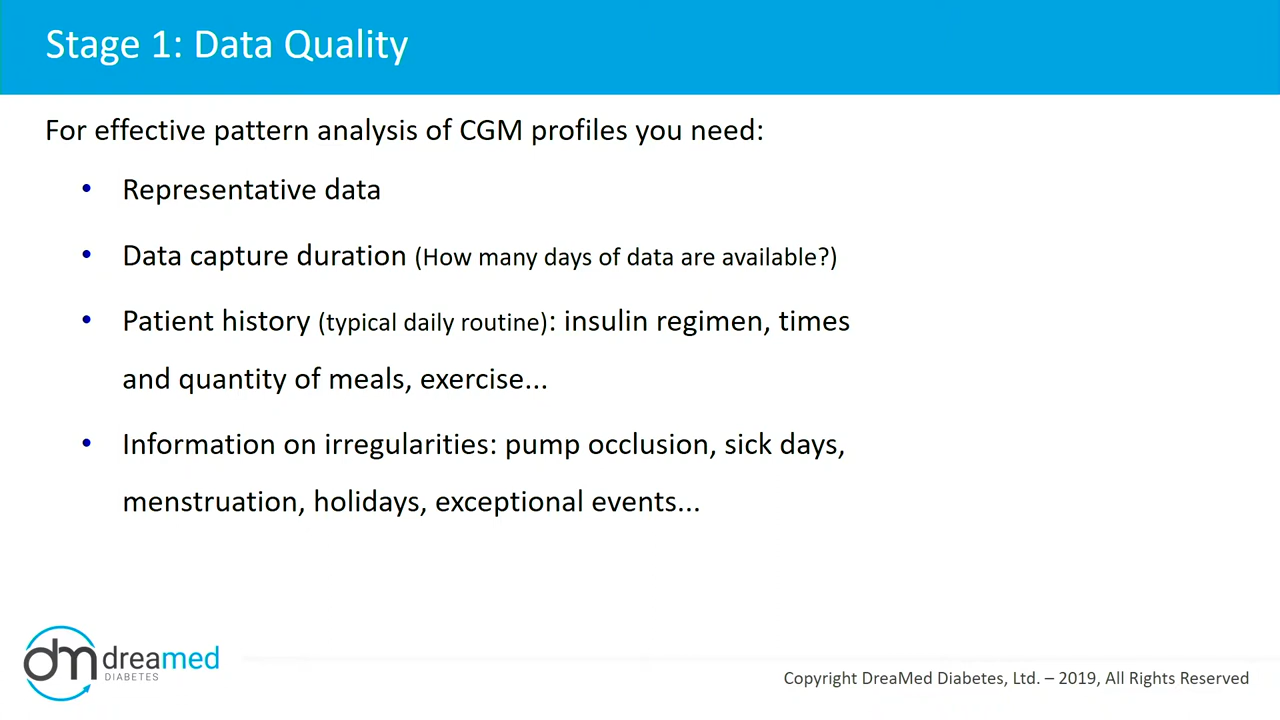 Stage 1: Data Quality
For effective pattern analysis of CGM profiles you need:
• Representative data
• Data capture duration (How many days of data are available?)
• Patient history (typical daily routine): insulin regimen, times
and quantity of meals, exercise...
• Information on irregularities: pump occlusion, sick days,
menstruation, holidays, exceptional events...
dm dreamed
DIABETES
Copyright DreaMed Diabetes, Ltd. – 2019, All Rights Reserved